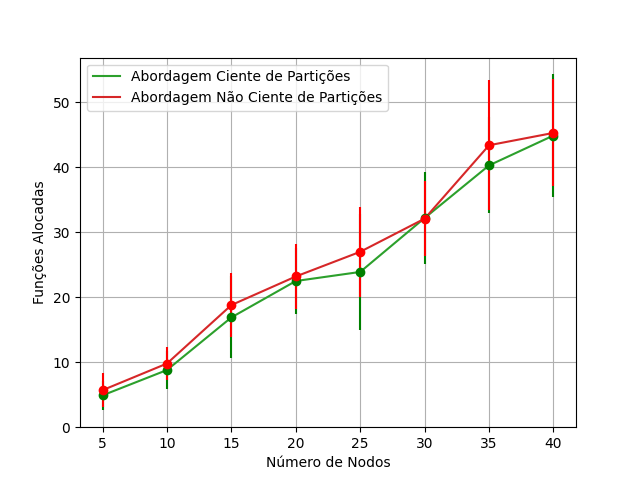 Abordagem Ciente de Partições
Abordagem Não Ciente de Partições
Funções Alocadas
50
40
30
20
10
0
5 10 15 20 25 30 35 40
Número de Nodos